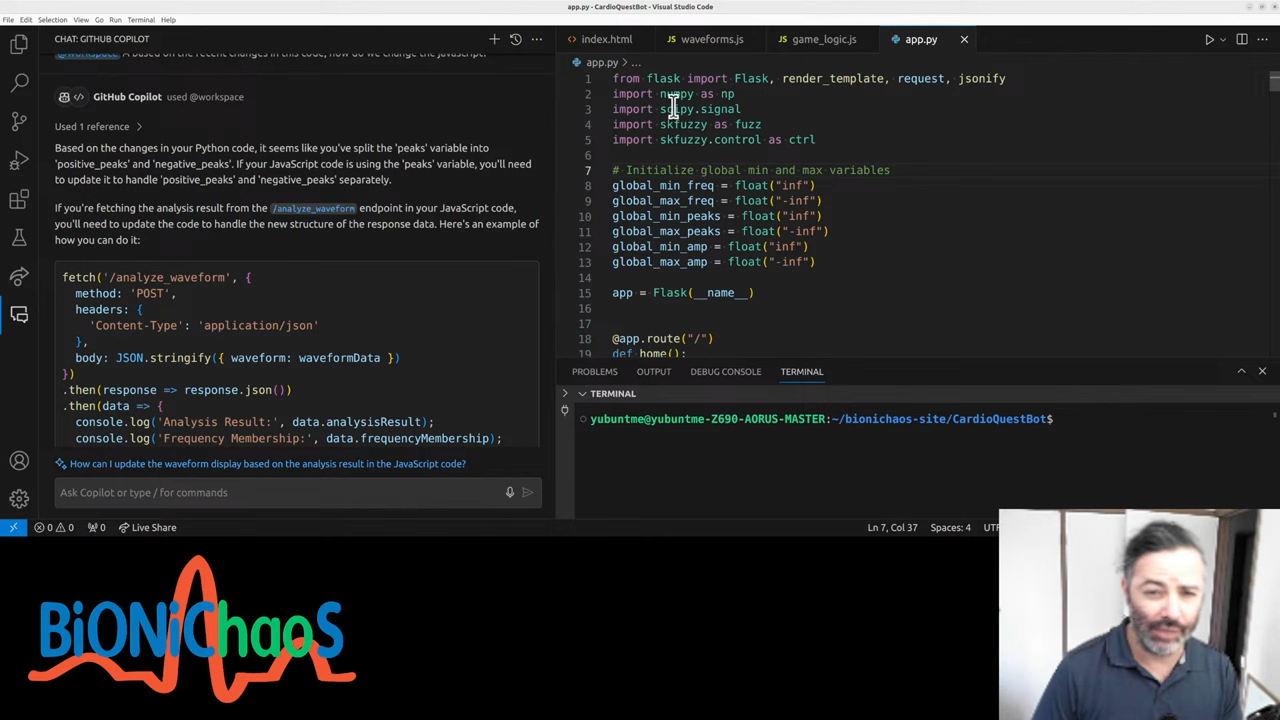 app.py - CardioQuestBot - Visual Studio Code
File Edit Selection View Go Run Terminal Help
CHAT: GITHUB COPILOT
index.html
JS waveforms.js
JS game_logic.js
app.py
@workspace A based on the recent changes in this code, how do we change the javascript?
GitHub Copilot used @workspace
Used 1 reference
Based on the changes in your Python code, it seems like you've split the 'peaks' variable into
'positive_peaks' and 'negative_peaks'. If your JavaScript code is using the 'peaks' variable, you'll need
to update it to handle 'positive_peaks' and 'negative_peaks' separately.
If you're fetching the analysis result from the /analyze_waveform endpoint in your JavaScript code,
you'll need to update the code to handle the new structure of the response data. Here's an example of
how you can do it:
fetch('/analyze_waveform', {
method: 'POST',
headers: {
'Content-Type': 'application/json'
},
body: JSON.stringify({ waveform: waveformData })
})
.then(response => response.json())
.then(data => {
console.log('Analysis Result:', data.analysisResult);
console.log('Frequency Membership:', data.frequencyMembership);
How can I update the waveform display based on the analysis result in the JavaScript code?
Ask Copilot or type / for commands
app.py > ...
1 from flask import Flask, render_template, request, jsonify
2 import numpy as np
3 import scipy.signal
4 import skfuzzy as fuzz
5 import skfuzzy.control as ctrl
6
7 # Initialize global min and max variables
8 global_min_freq = float("inf")
9 global_max_freq = float("-inf")
10 global_min_peaks = float("inf")
11 global_max_peaks = float("-inf")
12 global_min_amp = float("inf")
13 global_max_amp = float("-inf")
14
15 app = Flask(__name__)
16
17
18 @app.route("/")
19 def home():
PROBLEMS OUTPUT DEBUG CONSOLE TERMINAL
TERMINAL
yubuntme@yubuntme-Z690-AORUS-MASTER:~/bionichaos-site/CardioQuestBot$
0 0 0 Live Share
Ln 7, Col 37 Spaces: 4
BiONiChaoS